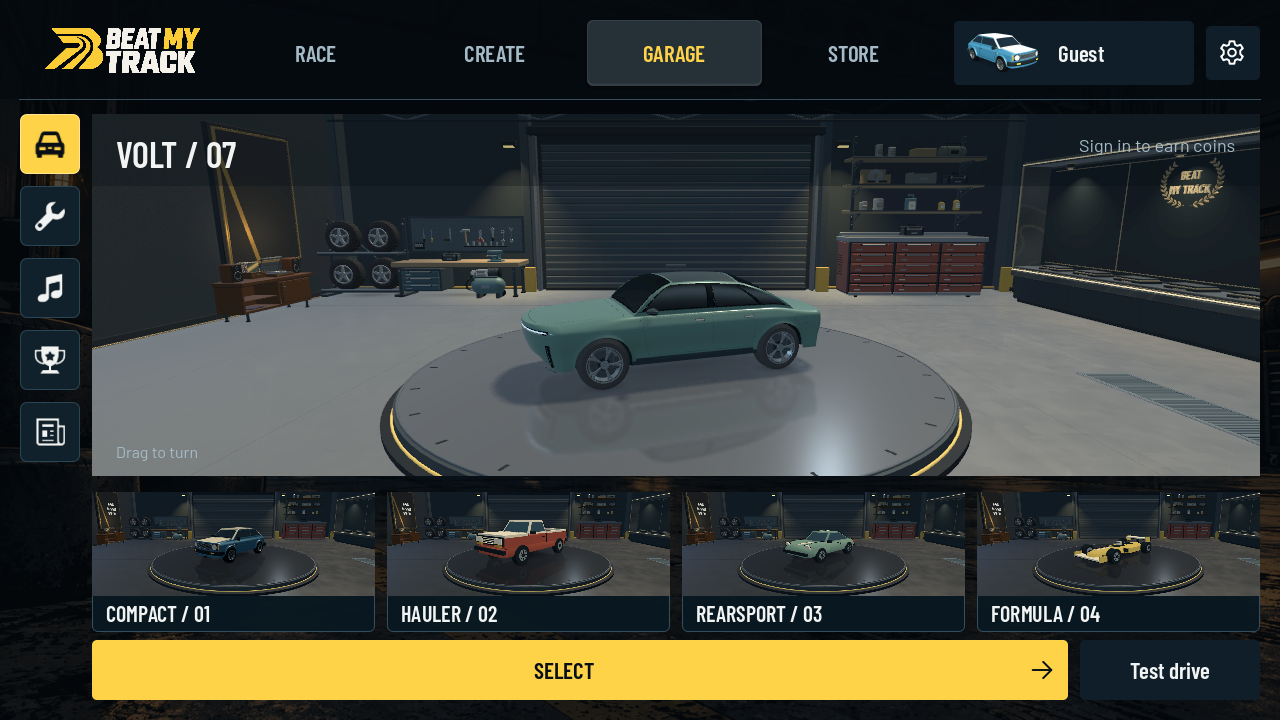 BEAT MY
TRACK
RACE
CREATE
GARAGE
STORE
Guest
VOLT / 07
Sign in to earn coins
BEAT
MY TRACK
Drag to turn
COMPACT / 01
HAULER / 02
REARSPORT / 03
FORMULA / 04
SELECT
Test drive